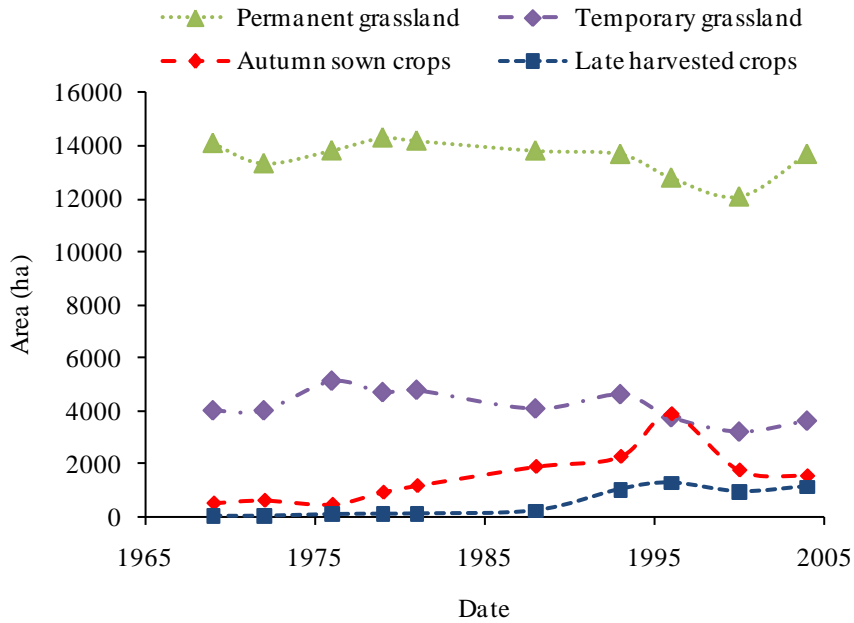 Permanent grassland Temporary grassland
Autumn sown crops Late harvested crops
16000
14000
12000
10000
8000
6000
4000
2000
0
Area (ha)
1965 1975 1985 1995 2005
Date